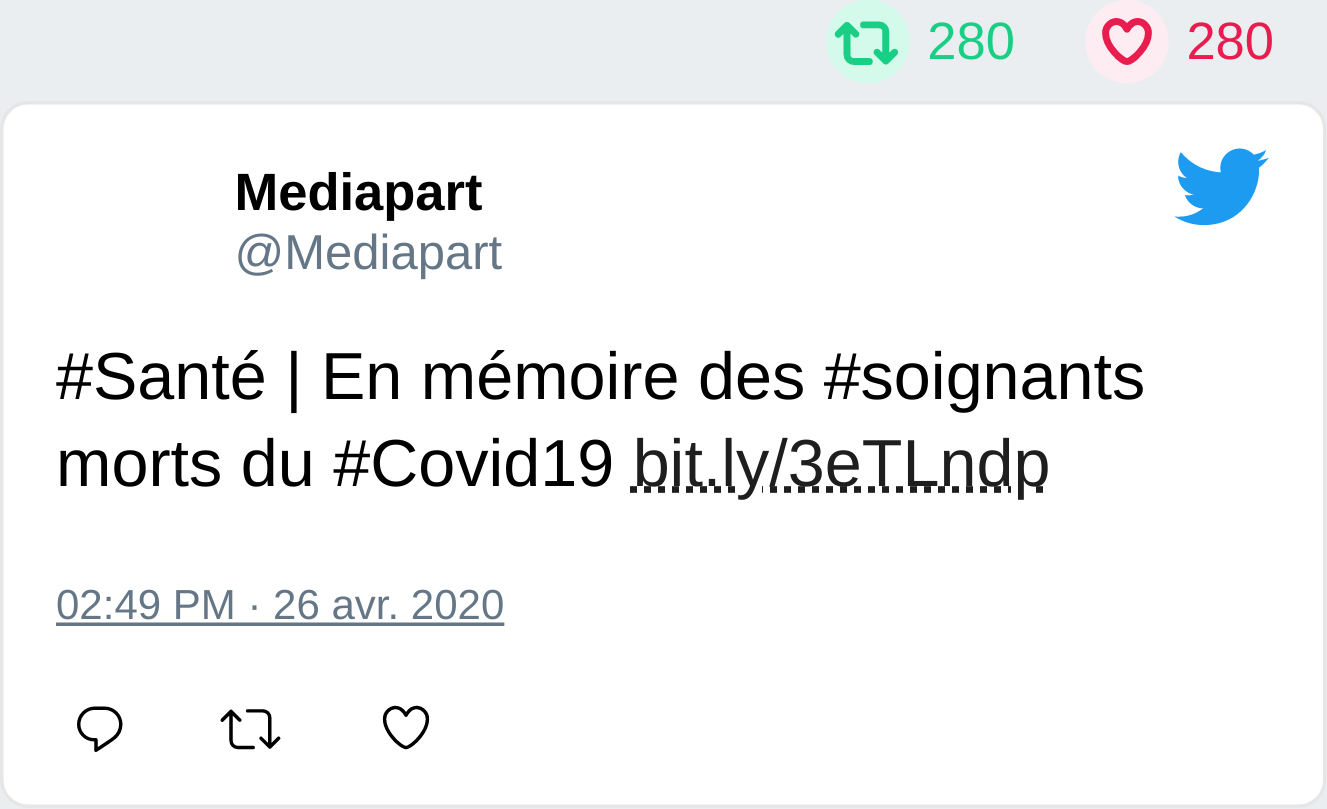 280 280
Mediapart
@Mediapart
#Santé | En mémoire des #soignants
morts du #Covid19 bit.ly/3eTLndp
02:49 PM · 26 avr. 2020